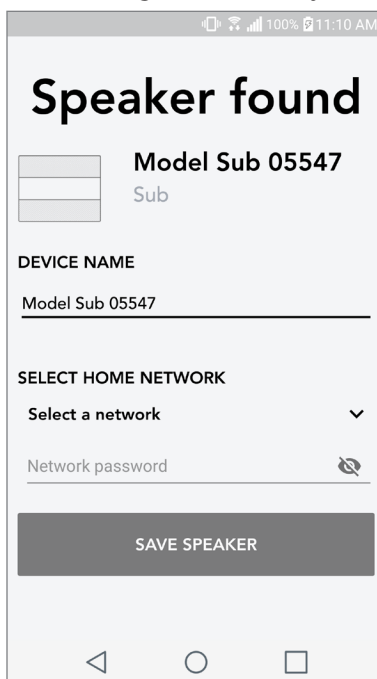 100% 11:10 AM
Speaker found
Model Sub 05547
Sub
DEVICE NAME
Model Sub 05547
SELECT HOME NETWORK
Select a network
Network password
SAVE SPEAKER